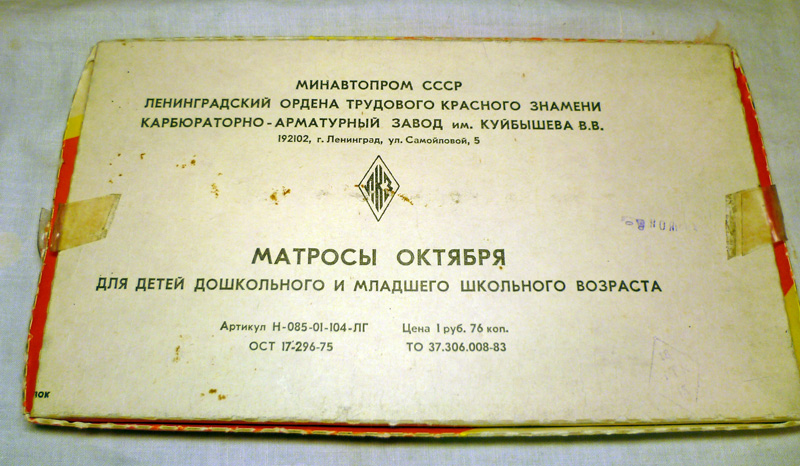 МИНАВТОПРОМ СССР
ЛЕНИНГРАДСКИЙ ОРДЕНА ТРУДОВОГО КРАСНОГО ЗНАМЕНИ
КАРБЮРАТОРНО-АРМАТУРНЫЙ ЗАВОД им. КУЙБЫШЕВА В.В.
192102, г. Ленинград, ул. Самойловой, 5
ЛКЗ
МАТРОСЫ ОКТЯБРЯ
ДЛЯ ДЕТЕЙ ДОШКОЛЬНОГО И МЛАДШЕГО ШКОЛЬНОГО ВОЗРАСТА
Артикул Н-085-01-104-ЛГ Цена 1 руб. 76 коп.
ОСТ 17-296-75 ТО 37.306.008-83